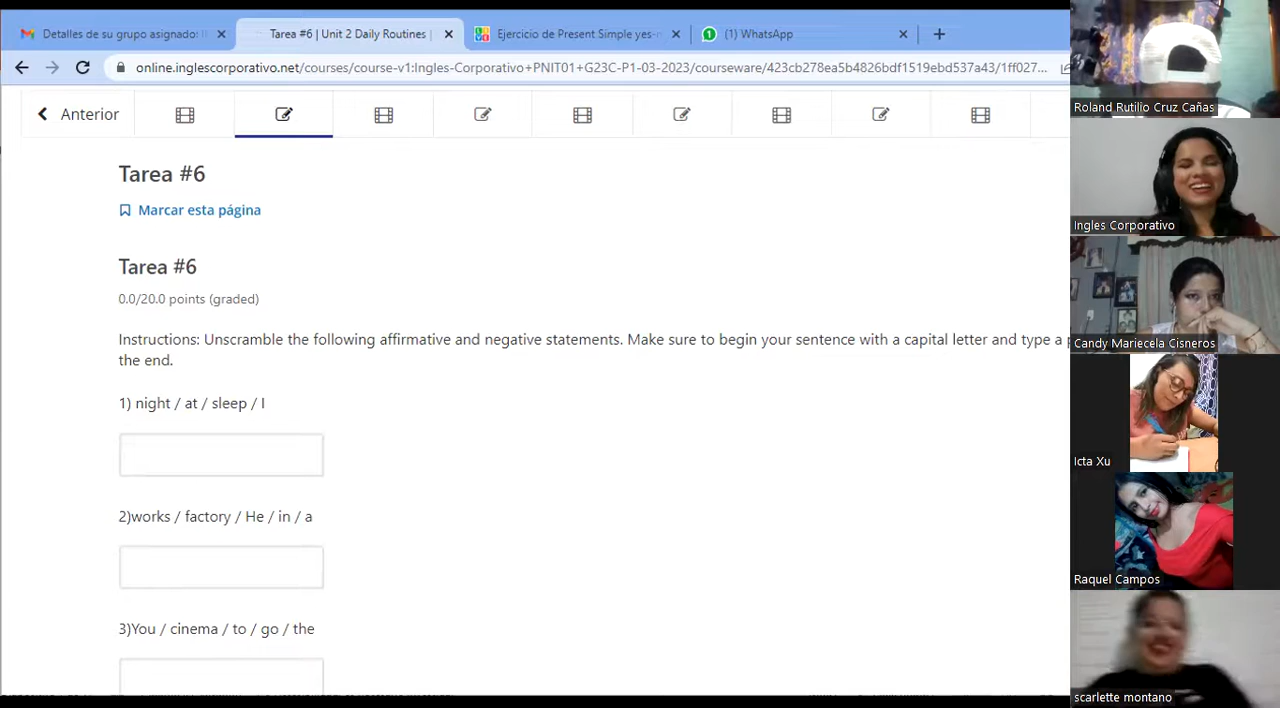 Detalles de su grupo asignado:
Tarea #6 | Unit 2 Daily Routines |
Ejercicio de Present Simple yes-
(1) WhatsApp
online.inglescorporativo.net/courses/course-v1:Ingles-Corporativo+PNIT01+G23C-P1-03-2023/courseware/423cb278ea5b4826bdf1519ebd537a43/1ff027...
Anterior
Tarea #6
Marcar esta página
Tarea #6
0.0/20.0 points (graded)
Instructions: Unscramble the following affirmative and negative statements. Make sure to begin your sentence with a capital letter and type a
the end.
1) night / at / sleep / I
2)works / factory / He / in / a
3)You / cinema / to / go / the
Roland Rutilio Cruz Cañas
Ingles Corporativo
Candy Mariecela Cisneros
Icta Xu
Raquel Campos
scarlette montano